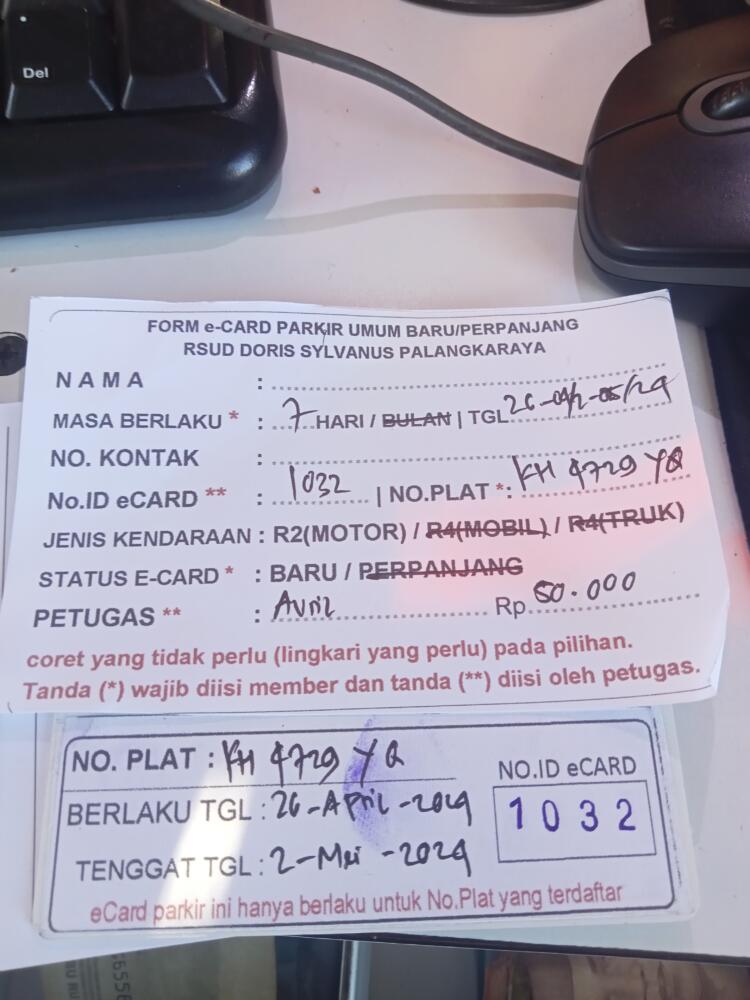 Del
FORM e-CARD PARKIR UMUM BARU/PERPANJANG
RSUD DORIS SYLVANUS PALANGKARAYA
NAMA :
MASA BERLAKU * : 7 HARI / BULAN | TGL 26-04/2-05/24
NO. KONTAK :
No.ID eCARD ** : 1032 | NO.PLAT *: KH 4729 YQ
JENIS KENDARAAN : R2(MOTOR) / R4(MOBIL) / R4(TRUK)
STATUS E-CARD * : BARU / PERPANJANG
PETUGAS ** : Avril Rp. 50.000
coret yang tidak perlu (lingkari yang perlu) pada pilihan.
Tanda (*) wajib diisi member dan tanda (**) diisi oleh petugas.
NO. PLAT : KH 4729 YQ
NO.ID eCARD
BERLAKU TGL : 26-April-2024
1032
TENGGAT TGL : 2-Mei-2024
eCard parkir ini hanya berlaku untuk No.Plat yang terdaftar